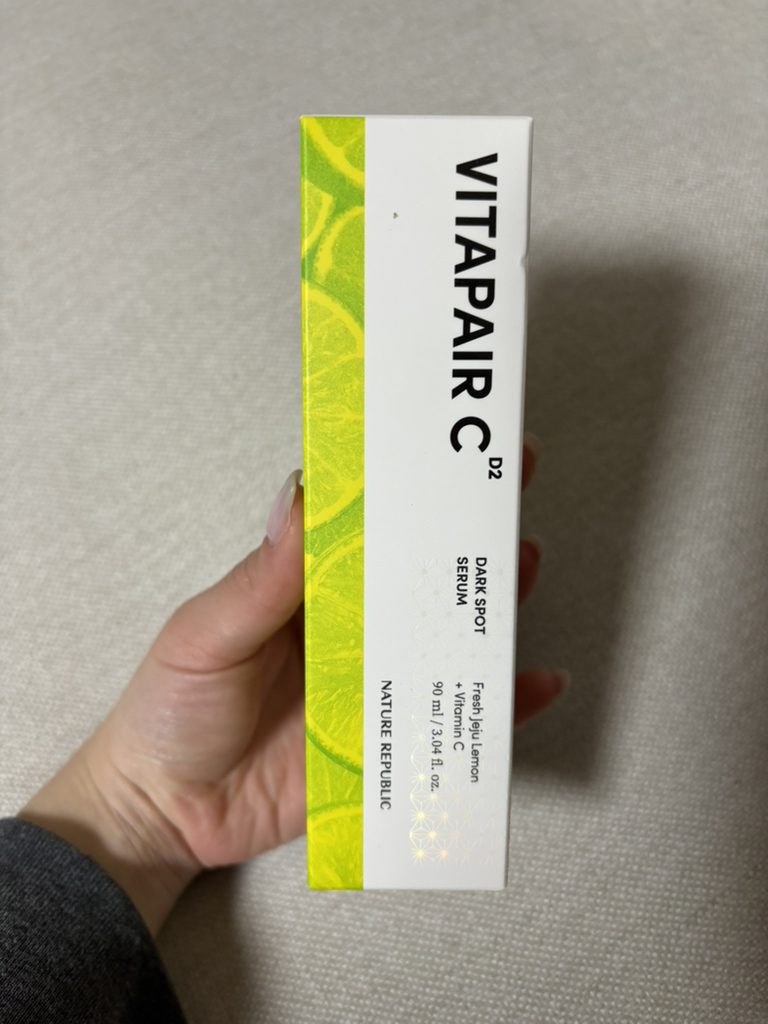 VITAPAIR C D2
DARK SPOT
SERUM
Fresh Jeju Lemon
+ Vitamin C
90 ml / 3.04 fl. oz.
NATURE REPUBLIC